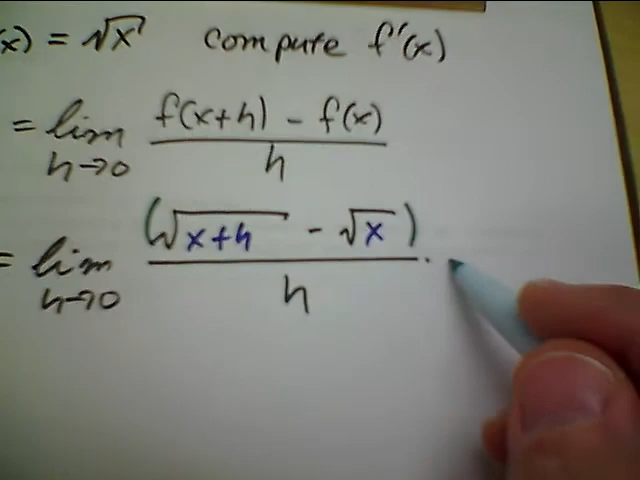 x) = √x compute f'(x)
= lim h→0 f(x+h) - f(x) / h
= lim h→0 (√x+h - √x) / h ·